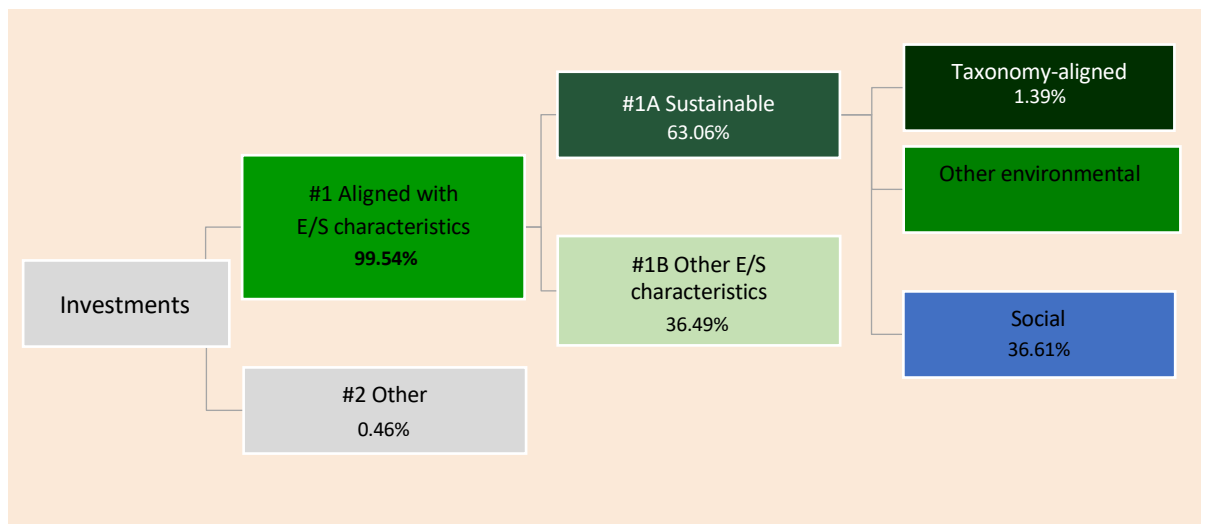 Investments
#1 Aligned with
E/S characteristics
99.54%
#2 Other
0.46%
#1A Sustainable
63.06%
#1B Other E/S
characteristics
36.49%
Taxonomy-aligned
1.39%
Other environmental
Social
36.61%